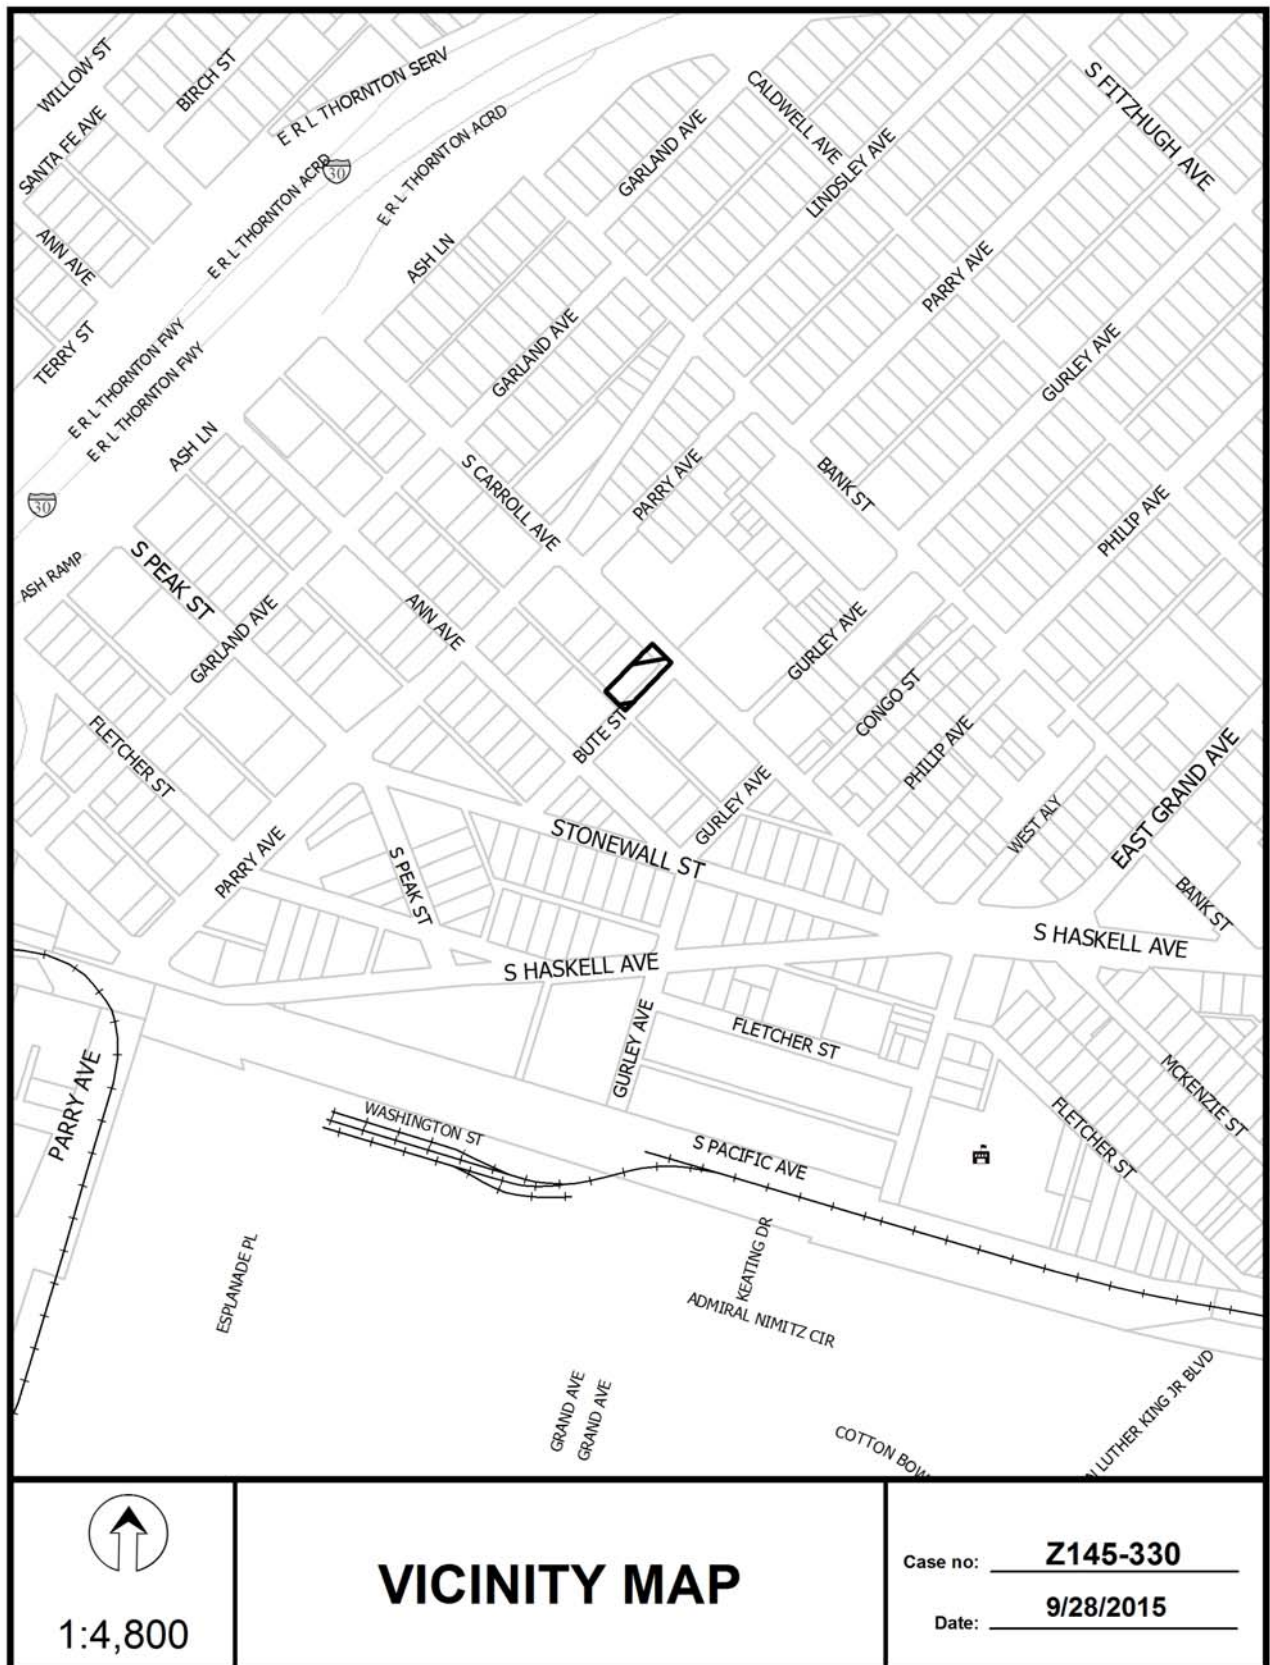 WILLOW ST
BIRCH ST
E R L THORNTON SERV
CALDWELL AVE
S FITZHUGH AVE
SANTA FE AVE
30
E R L THORNTON ACRD
E R L THORNTON ACRD
GARLAND AVE
LINDSLEY AVE
ANN AVE
ASH LN
PARRY AVE
TERRY ST
E R L THORNTON FWY
E R L THORNTON FWY
GARLAND AVE
GURLEY AVE
ASH LN
S CARROLL AVE
PARRY AVE
BANK ST
30
PHILIP AVE
ASH RAMP
S PEAK ST
GARLAND AVE
ANN AVE
GURLEY AVE
CONGO ST
BUTE ST
FLETCHER ST
PHILIP AVE
GURLEY AVE
EAST GRAND AVE
WEST ALY
STONEWALL ST
PARRY AVE
S PEAK ST
BANK ST
S HASKELL AVE
S HASKELL AVE
GURLEY AVE
FLETCHER ST
PARRY AVE
MCKENZIE ST
WASHINGTON ST
FLETCHER ST
S PACIFIC AVE
ESPLANADE PL
KEATING DR
ADMIRAL NIMITZ CIR
GRAND AVE
GRAND AVE
COTTON BOW
N LUTHER KING JR BLVD
1:4,800
VICINITY MAP
Case no: Z145-330
Date: 9/28/2015